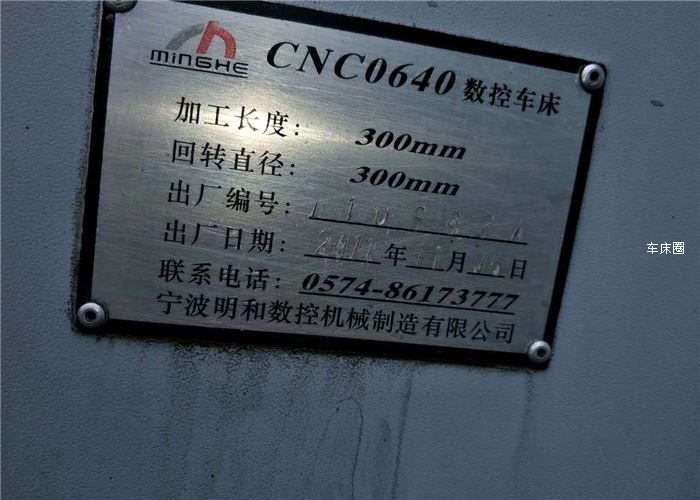 MINGHE
CNC0640 数控车床
加工长度： 300mm
回转直径： 300mm
出厂编号：
出厂日期： 年 月 日
联系电话：0574-86173777
宁波明和数控机械制造有限公司
车床圈